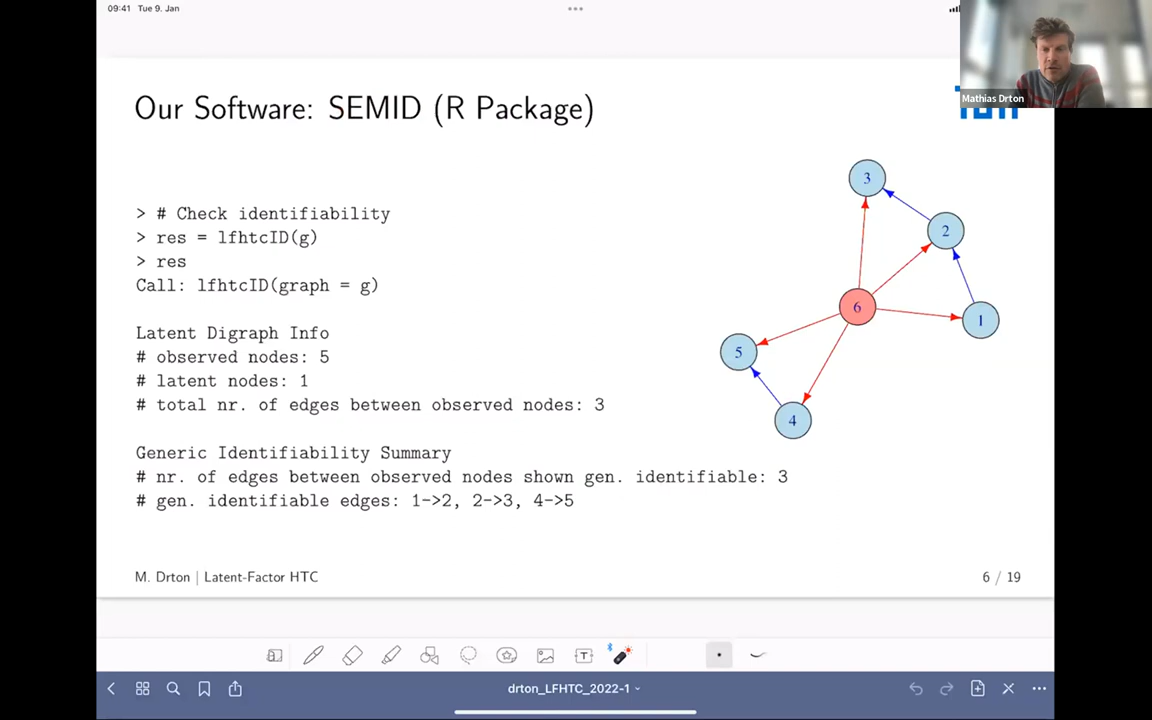 09:41 Tue 9. Jan
Mathias Drton
Our Software: SEMID (R Package)
> # Check identifiability
> res = lfhtcID(g)
> res
Call: lfhtcID(graph = g)
Latent Digraph Info
# observed nodes: 5
# latent nodes: 1
# total nr. of edges between observed nodes: 3
Generic Identifiability Summary
# nr. of edges between observed nodes shown gen. identifiable: 3
# gen. identifiable edges: 1->2, 2->3, 4->5
3
2
6
1
5
4
M. Drton | Latent-Factor HTC
6 / 19
T
drton_LFHTC_2022-1